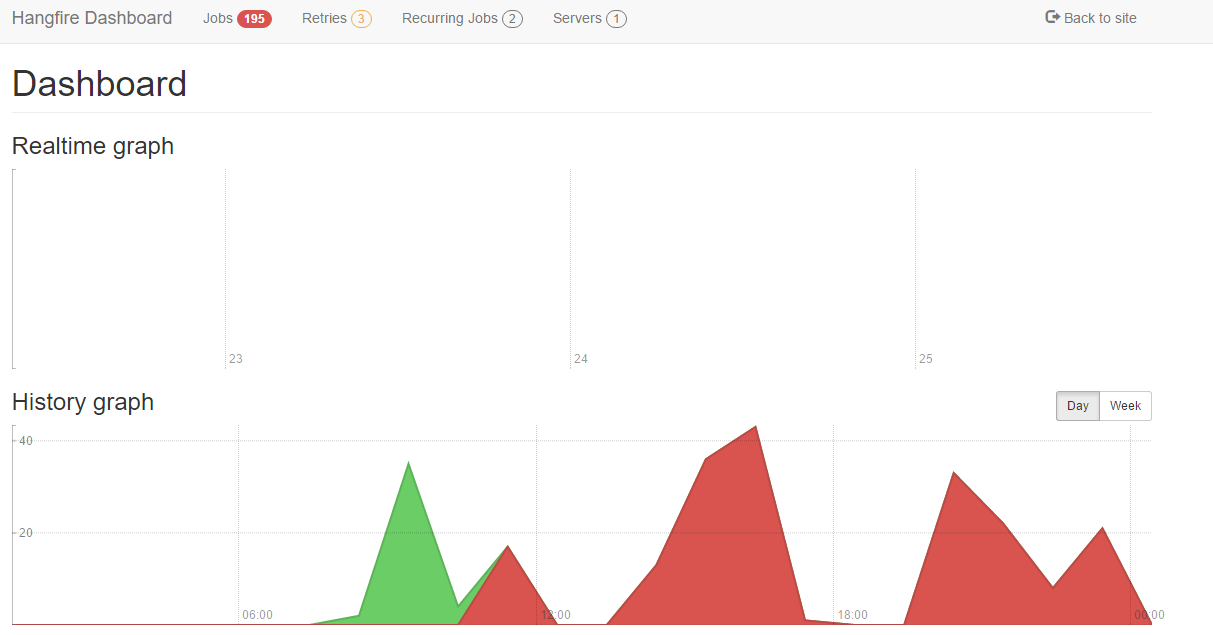 Hangfire Dashboard Jobs 195 Retries 3 Recurring Jobs 2 Servers 1 Back to site
Dashboard
Realtime graph
23 24 25
History graph Day Week
40
20
06:00 12:00 18:00 00:00